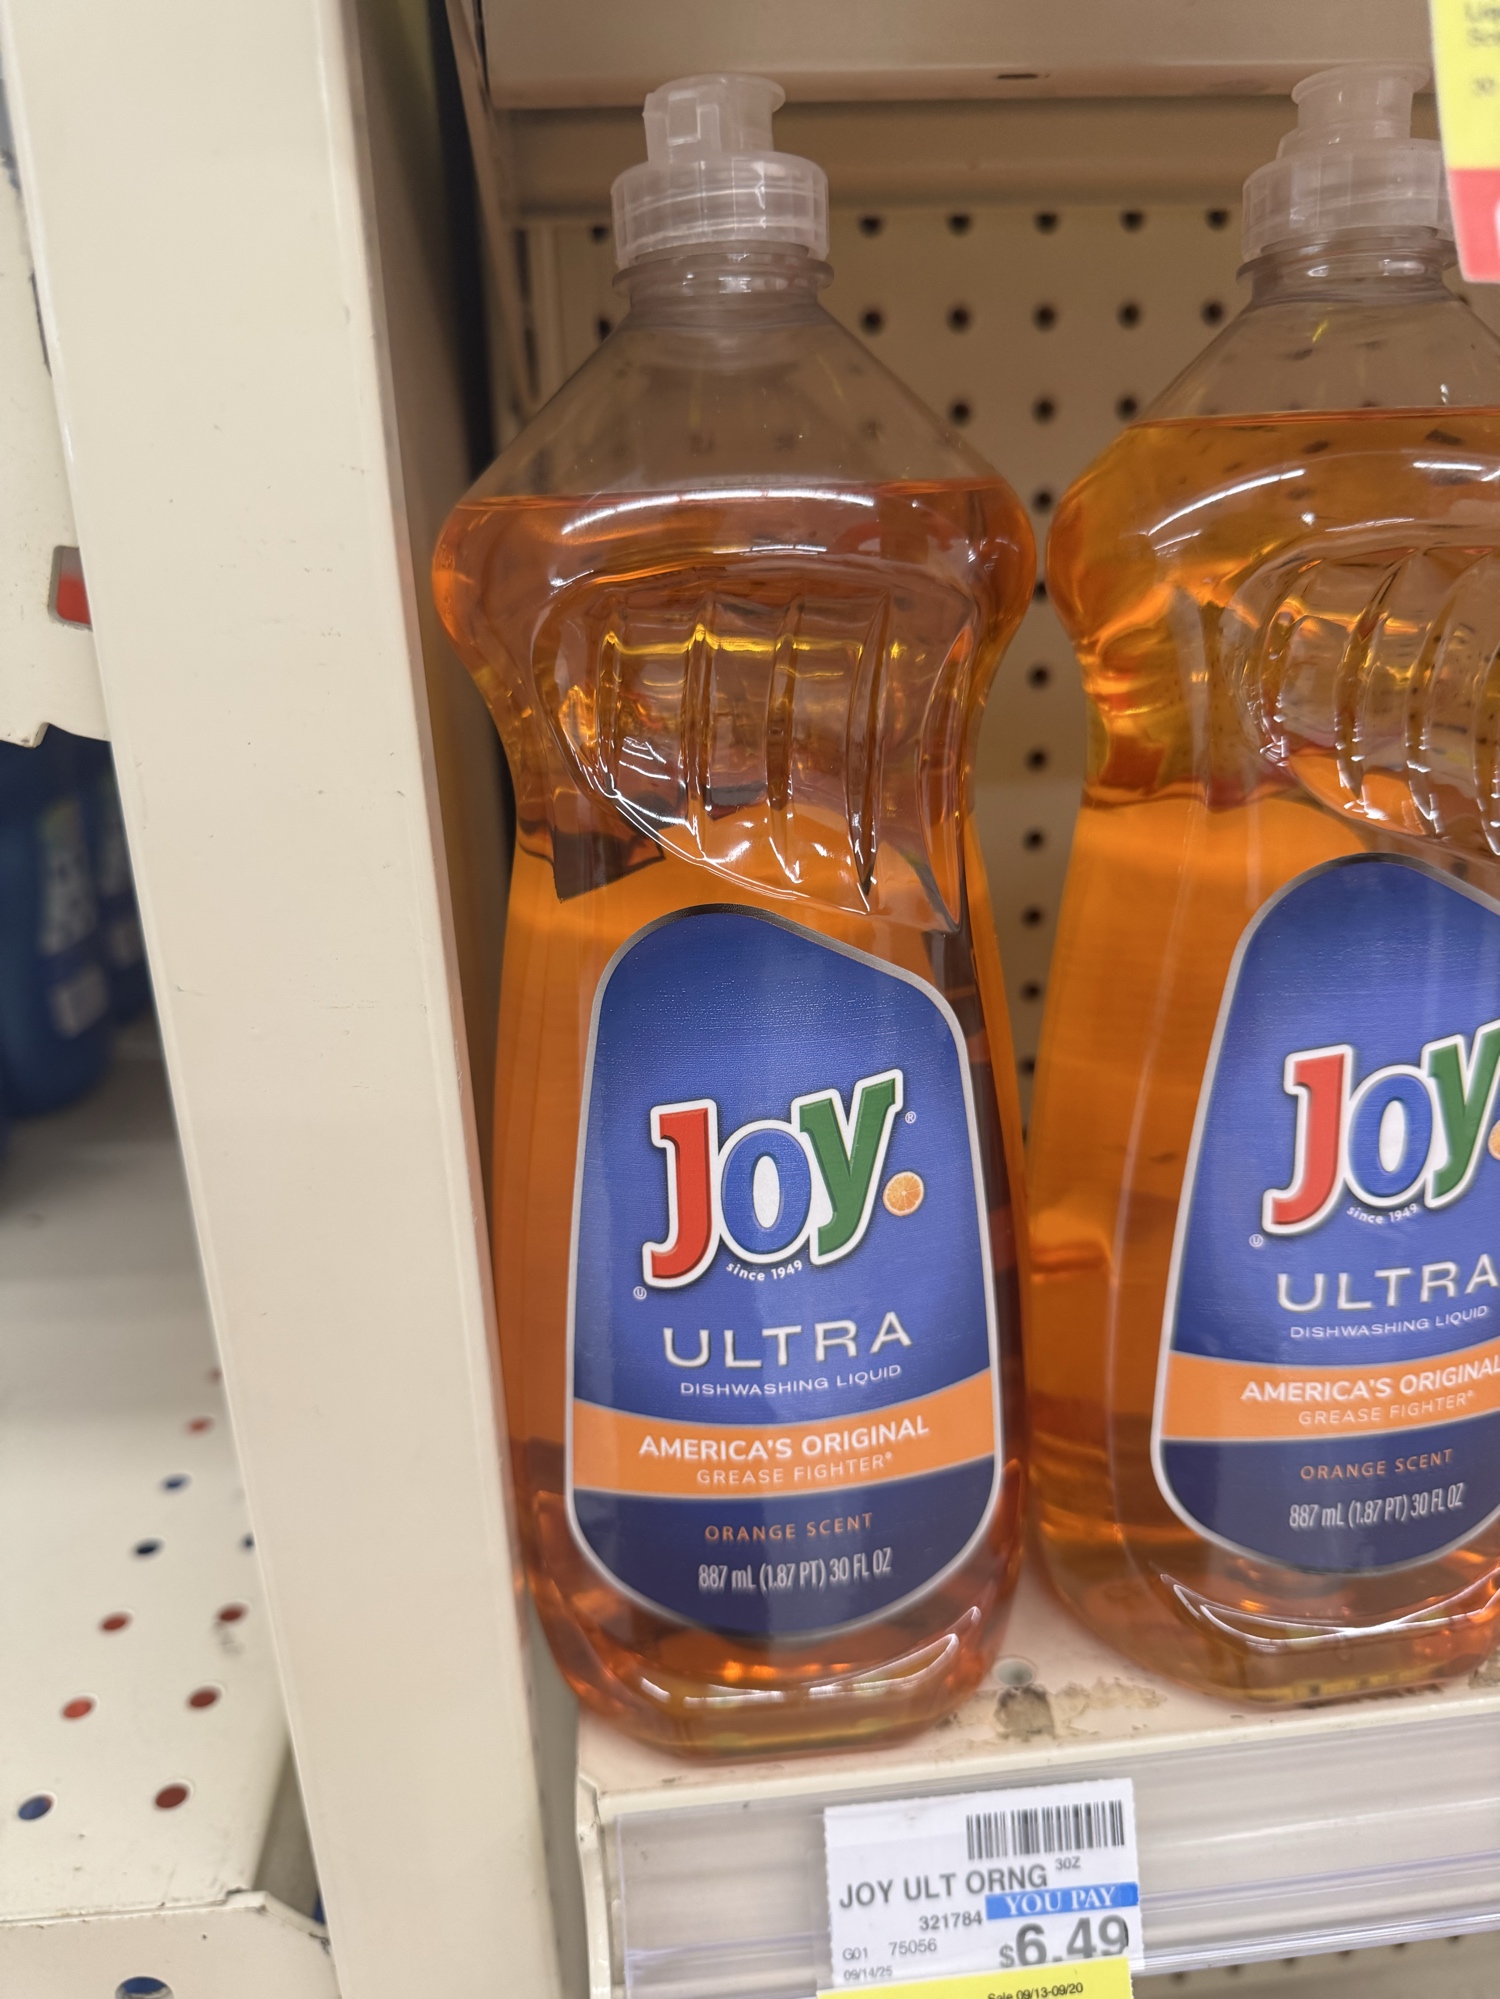 Joy®
since 1949
Ⓤ
ULTRA
DISHWASHING LIQUID
AMERICA'S ORIGINAL
GREASE FIGHTER®
ORANGE SCENT
887 mL (1.87 PT) 30 FL OZ
Joy
since 1949
Ⓤ
ULTRA
DISHWASHING LIQUID
AMERICA'S ORIGINAL
GREASE FIGHTER®
ORANGE SCENT
887 mL (1.87 PT) 30 FL OZ
JOY ULT ORNG 30Z
321784 YOU PAY
G01 75056 $6.49
09/14/25
Sale 09/13-09/20